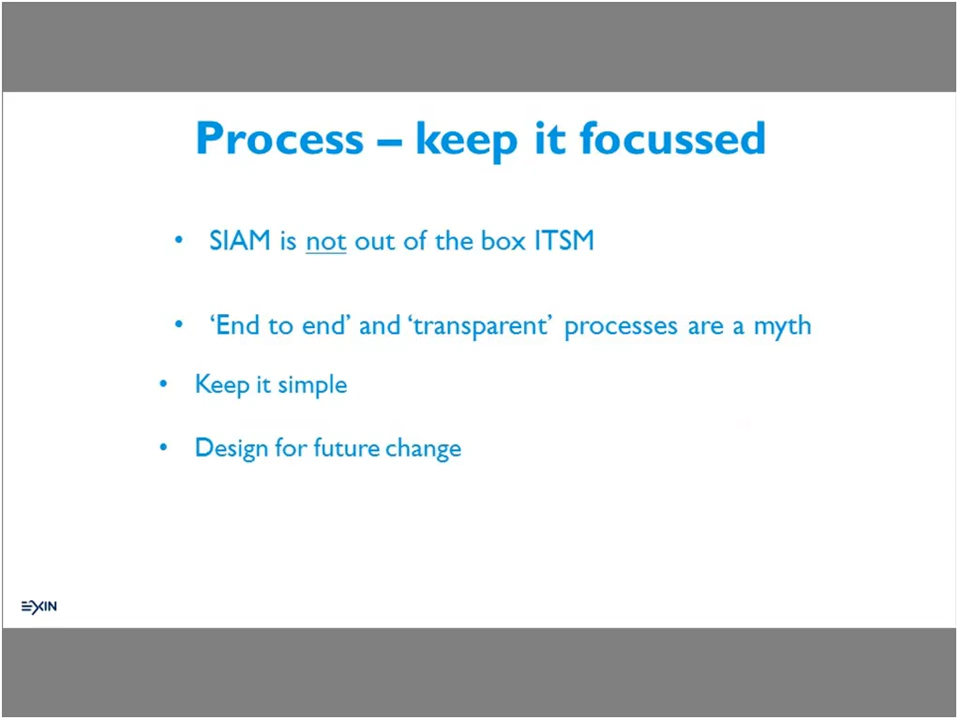 Process – keep it focussed
• SIAM is not out of the box ITSM
• ‘End to end’ and ‘transparent’ processes are a myth
• Keep it simple
• Design for future change
EXIN